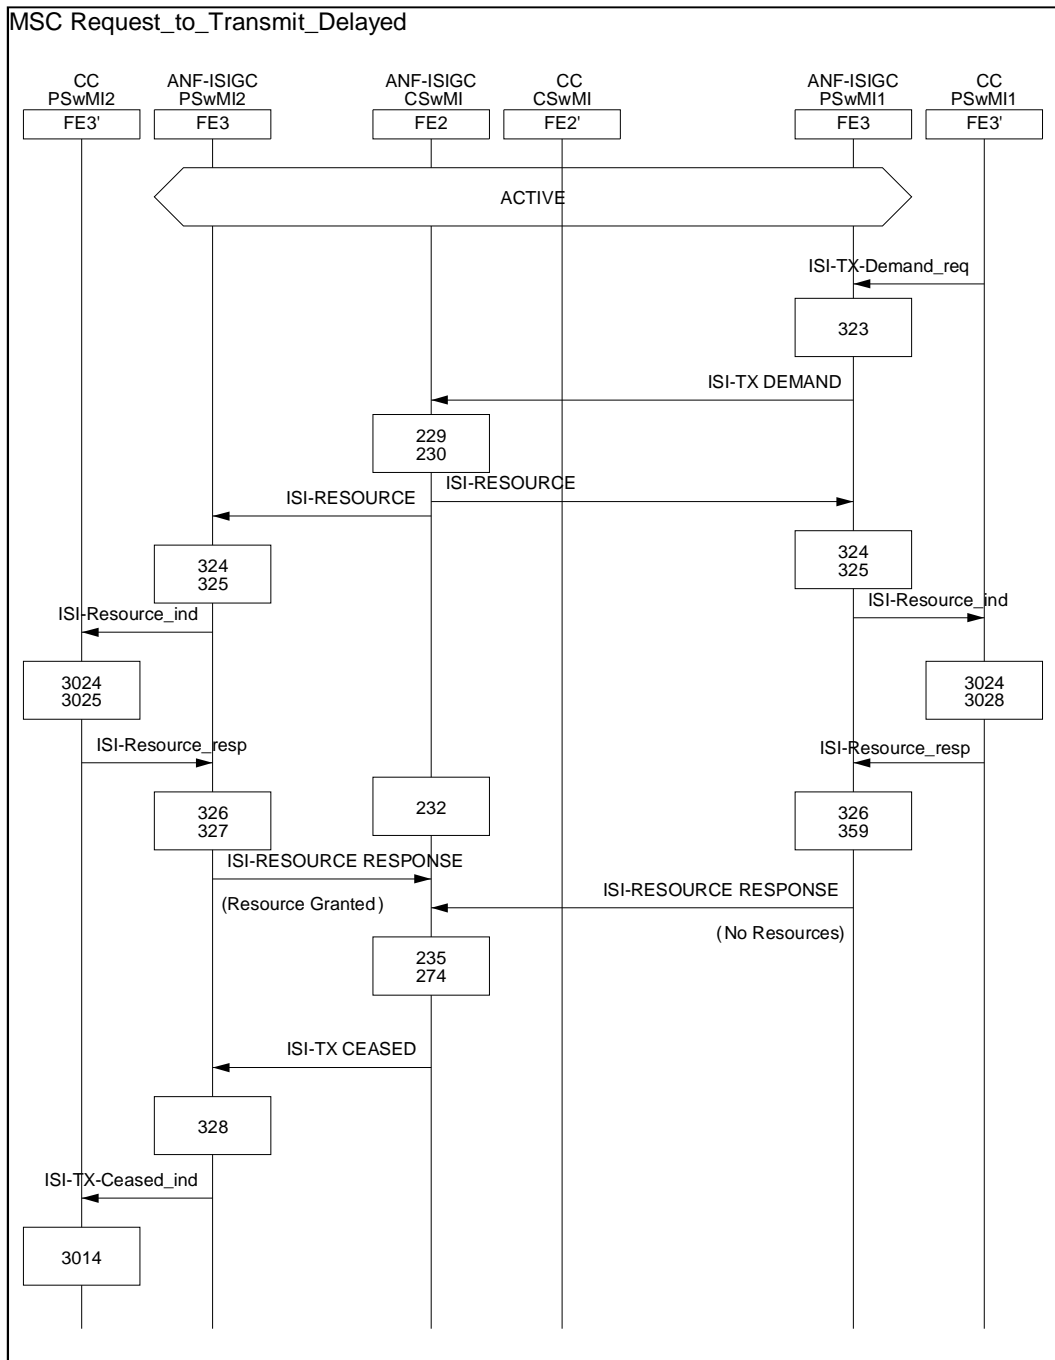 MSC Request_to_Transmit_Delayed
CC
PSwMI2
FE3'
ANF-ISIGC
PSwMI2
FE3
ANF-ISIGC
CSwMI
FE2
CC
CSwMI
FE2'
ANF-ISIGC
PSwMI1
FE3
CC
PSwMI1
FE3'
ACTIVE
ISI-TX-Demand_req
323
ISI-TX DEMAND
229
230
ISI-RESOURCE
ISI-RESOURCE
324
325
324
325
ISI-Resource_ind
ISI-Resource_ind
3024
3025
3024
3028
ISI-Resource_resp
ISI-Resource_resp
326
327
232
326
359
ISI-RESOURCE RESPONSE
(Resource Granted)
ISI-RESOURCE RESPONSE
(No Resources)
235
274
ISI-TX CEASED
328
ISI-TX-Ceased_ind
3014